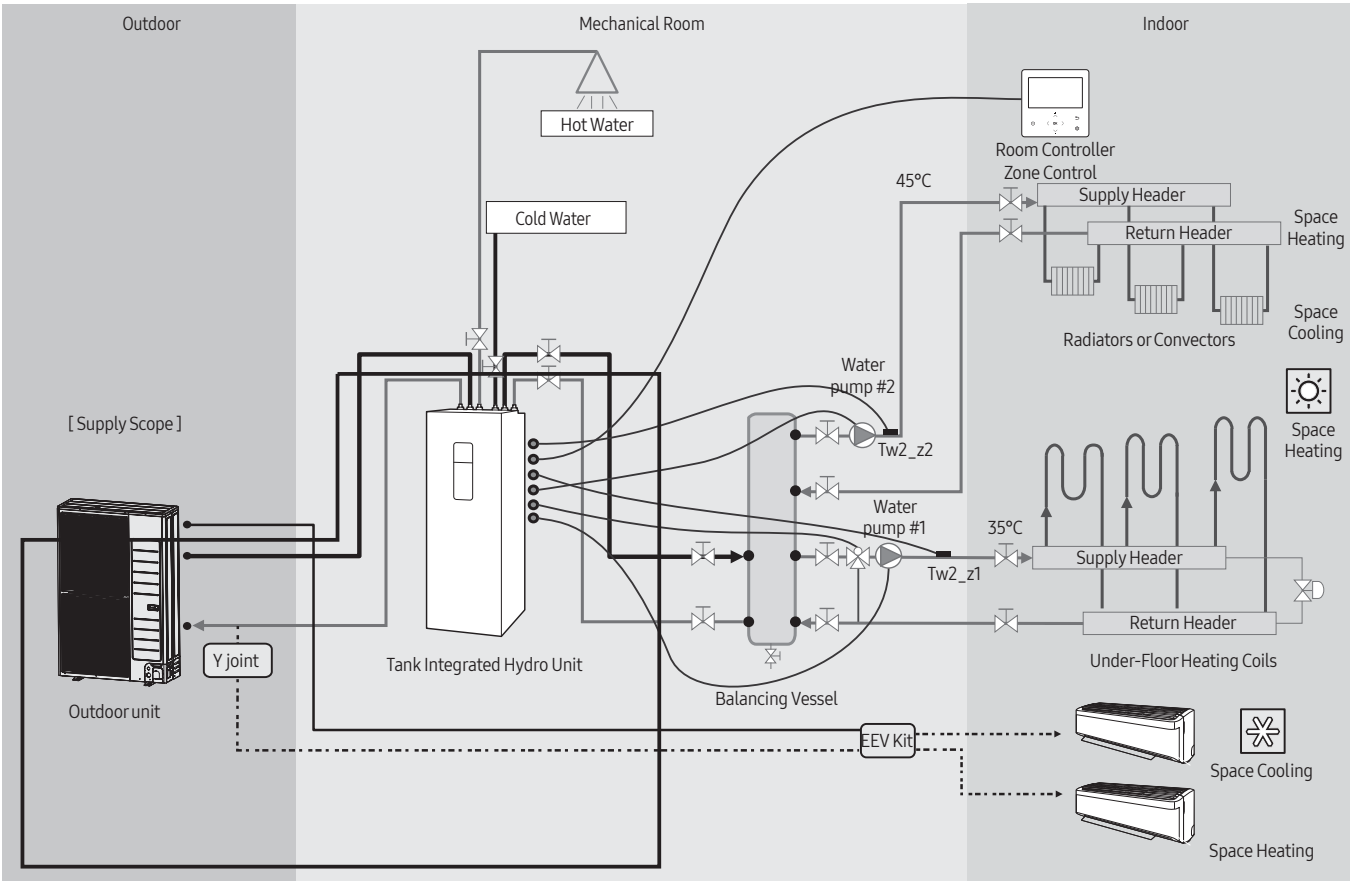 Outdoor
Mechanical Room
Indoor
Hot Water
Room Controller
Zone Control
45°C
Cold Water
Supply Header
Return Header
Space
Heating
Space
Cooling
Radiators or Convectors
Water
pump #2
[ Supply Scope ]
Space
Heating
Tw2_z2
Water
pump #1
35°C
Supply Header
Tw2_z1
Return Header
Y joint
Tank Integrated Hydro Unit
Under-Floor Heating Coils
Balancing Vessel
Outdoor unit
EEV Kit
Space Cooling
Space Heating